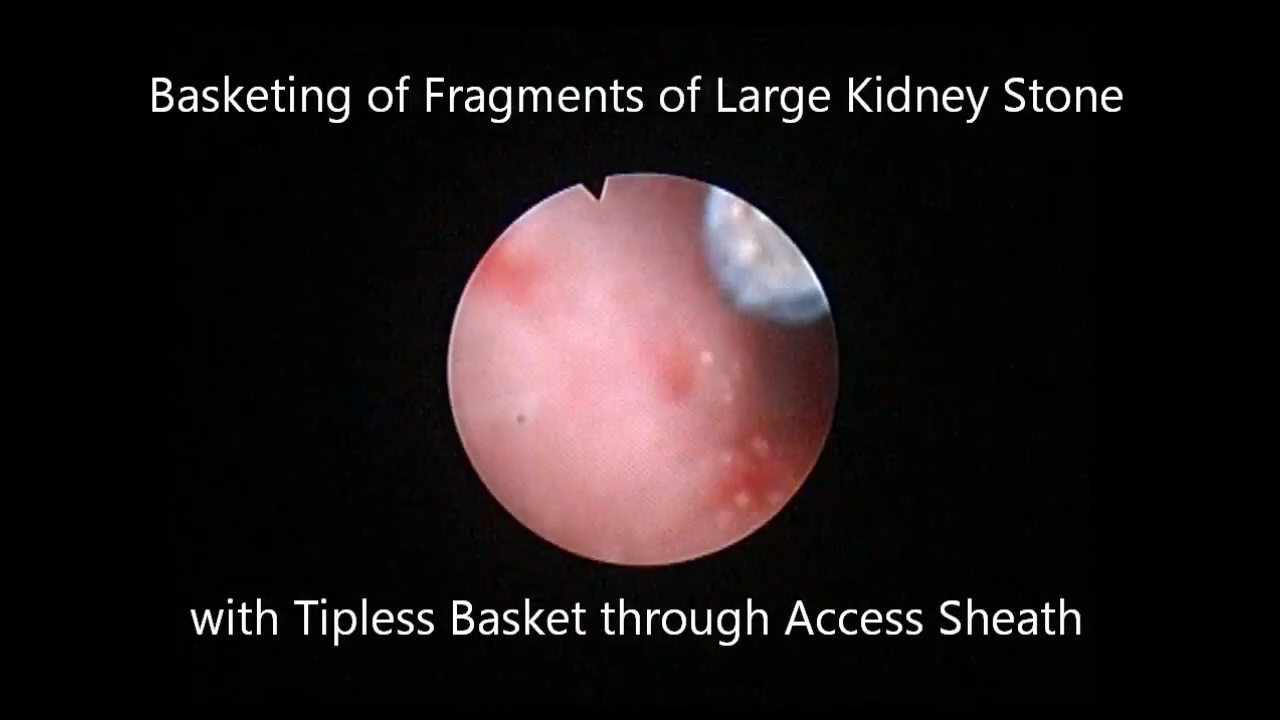 Basketing of Fragments of Large Kidney Stone
with Tipless Basket through Access Sheath